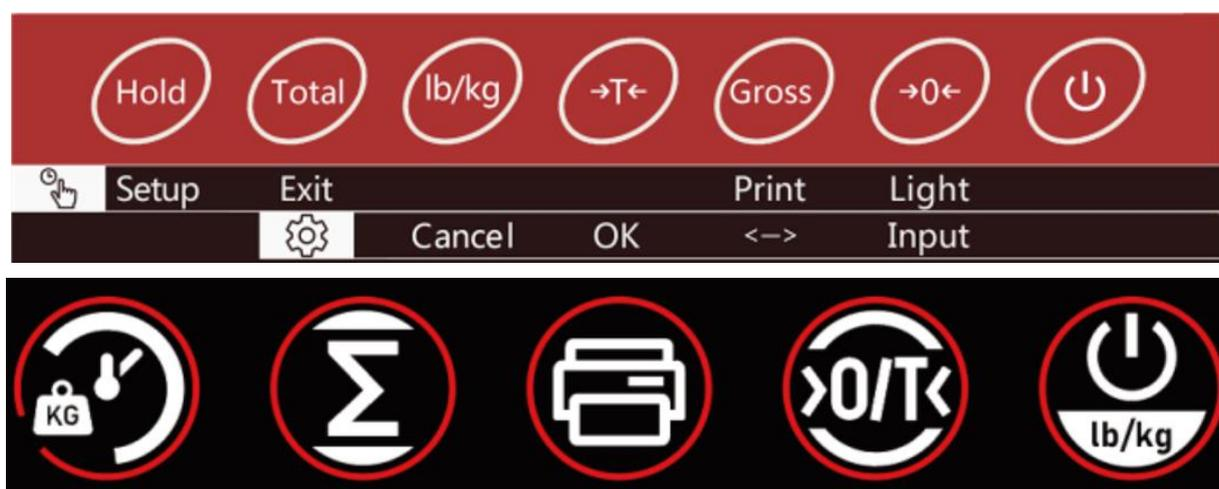 Hold Total lb/kg →T← Gross →0← 
Setup Exit Print Light
Cancel OK <—> Input
KG Σ >0/T< lb/kg